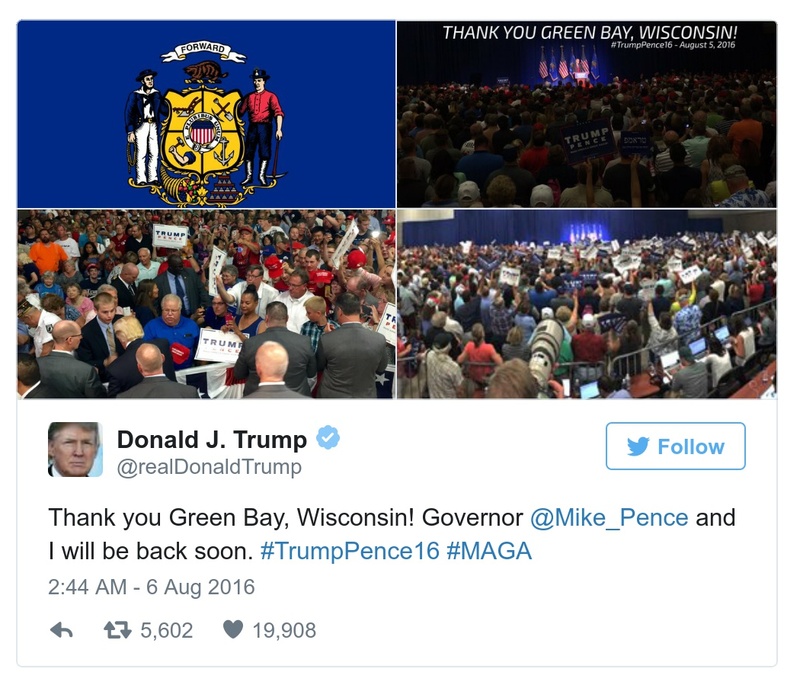 FORWARD
E PLURIBUS UNUM
THANK YOU GREEN BAY, WISCONSIN!
#TrumpPence16 - August 5, 2016
TRUMP
PENCE
TRUMP
PENCE
TRUMP
Donald J. Trump
@realDonaldTrump
Follow
Thank you Green Bay, Wisconsin! Governor @Mike_Pence and
I will be back soon. #TrumpPence16 #MAGA
2:44 AM - 6 Aug 2016
5,602 19,908